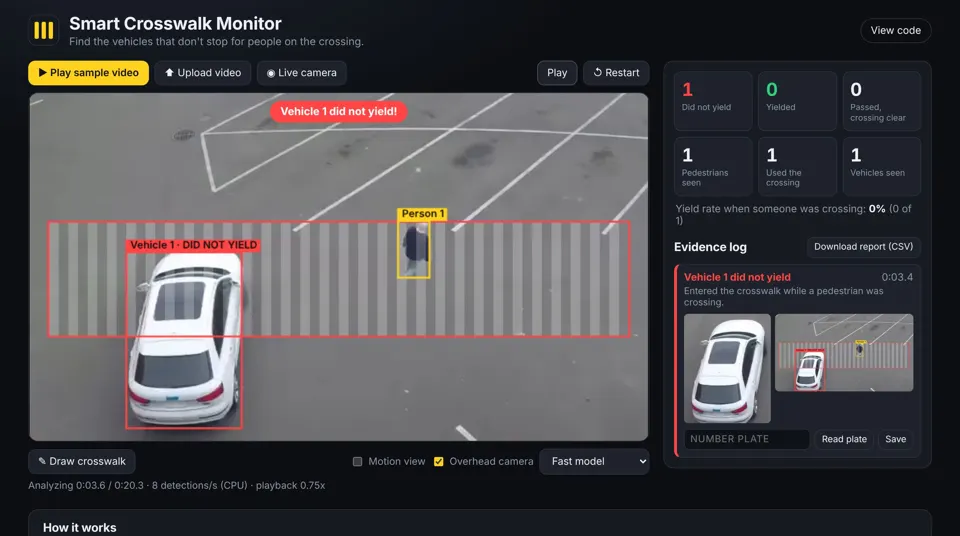 Smart Crosswalk Monitor
Find the vehicles that don't stop for people on the crossing.
View code
▶ Play sample video
⬆ Upload video
◉ Live camera
Play
↻ Restart
Vehicle 1 did not yield!
Person 1
Vehicle 1 · DID NOT YIELD
✎ Draw crosswalk
Motion view
Overhead camera
Fast model
Analyzing 0:03.6 / 0:20.3 · 8 detections/s (CPU) · playback 0.75x
1
Did not yield
0
Yielded
0
Passed,
crossing clear
1
Pedestrians
seen
1
Used the
crossing
1
Vehicles seen
Yield rate when someone was crossing: 0% (0 of
1)
Evidence log
Download report (CSV)
Vehicle 1 did not yield
0:03.4
Entered the crosswalk while a pedestrian was
crossing.
NUMBER PLATE
Read plate
Save
How it works